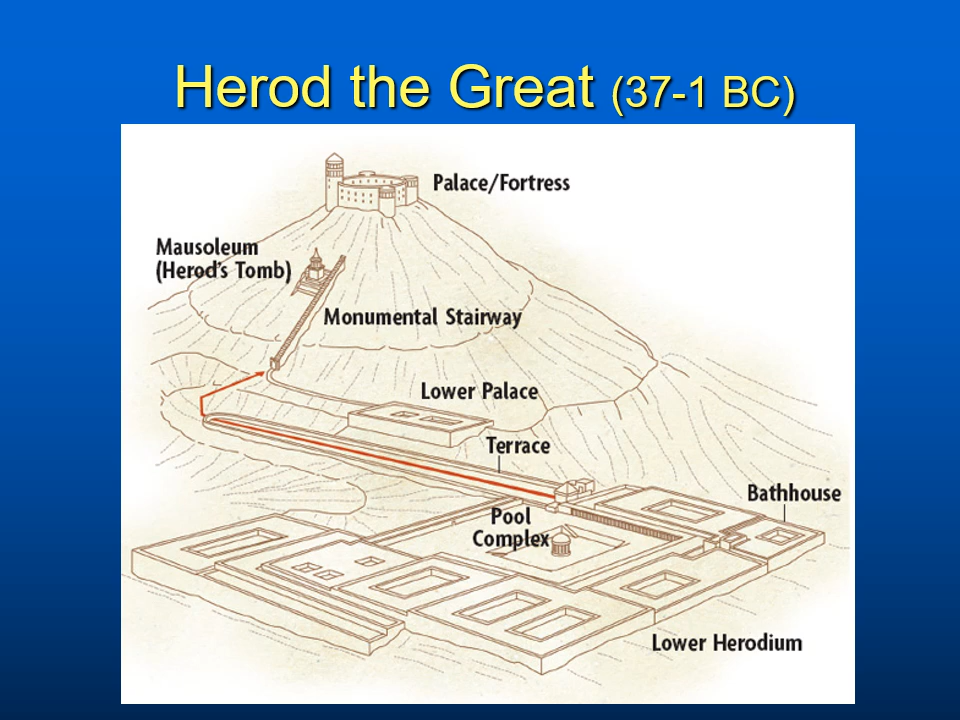 Herod the Great (37-1 BC)
Palace/Fortress
Mausoleum
(Herod's Tomb)
Monumental Stairway
Lower Palace
Terrace
Bathhouse
Pool
Complex
Lower Herodium